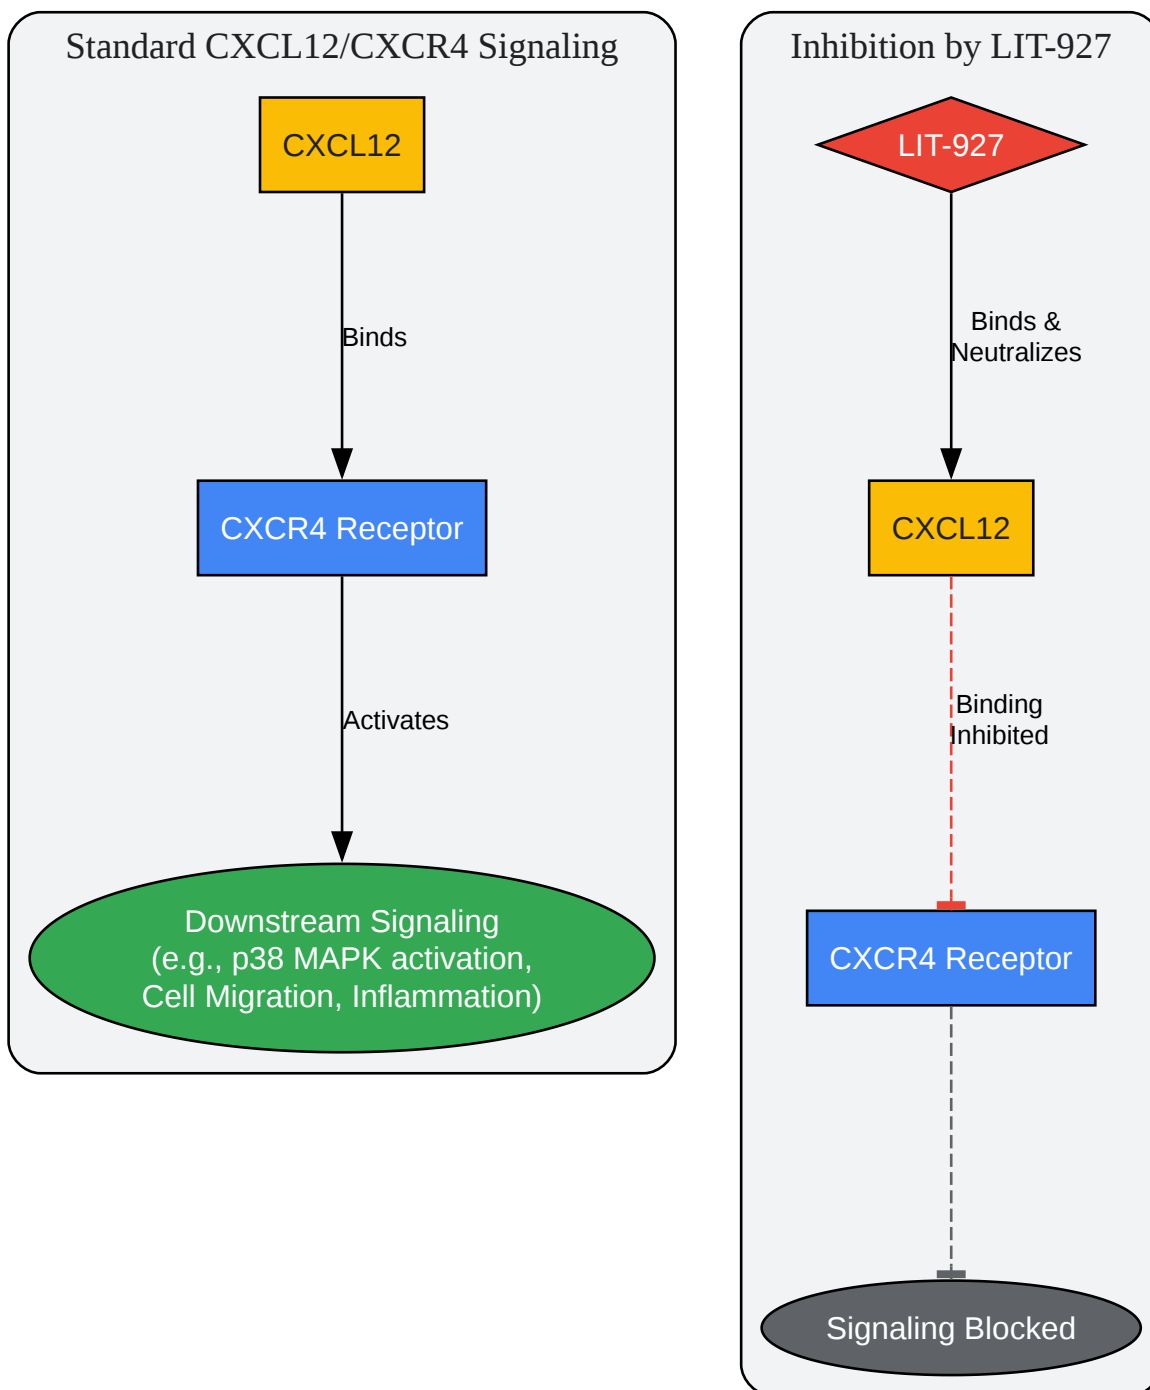 Standard CXCL12/CXCR4 Signaling
CXCL12
Binds
CXCR4 Receptor
Activates
Downstream Signaling
(e.g., p38 MAPK activation,
Cell Migration, Inflammation)
Inhibition by LIT-927
LIT-927
Binds &
Neutralizes
CXCL12
Binding
Inhibited
CXCR4 Receptor
Signaling Blocked